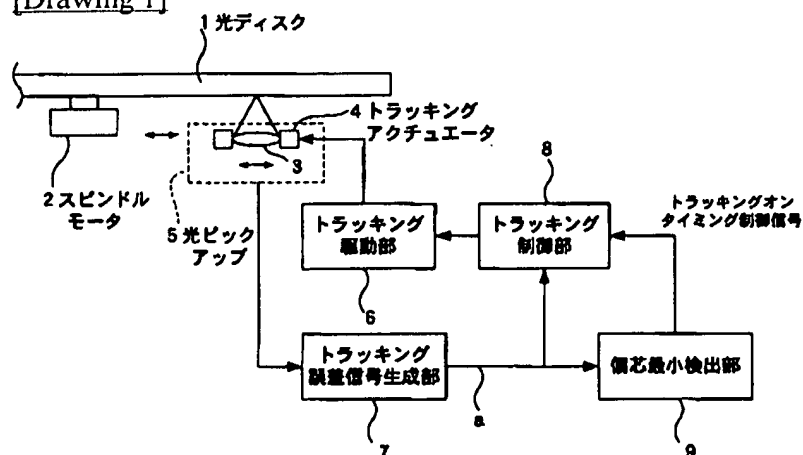 [Drawing 1]
1 光ディスク
4 トラッキング
アクチュエータ
3
2 スピンドル
モータ
5 光ピック
アップ
8
トラッキングオン
タイミング制御信号
トラッキング
駆動部
トラッキング
制御部
6
トラッキング
誤差信号生成部
偏芯最小検出部
a
7
9